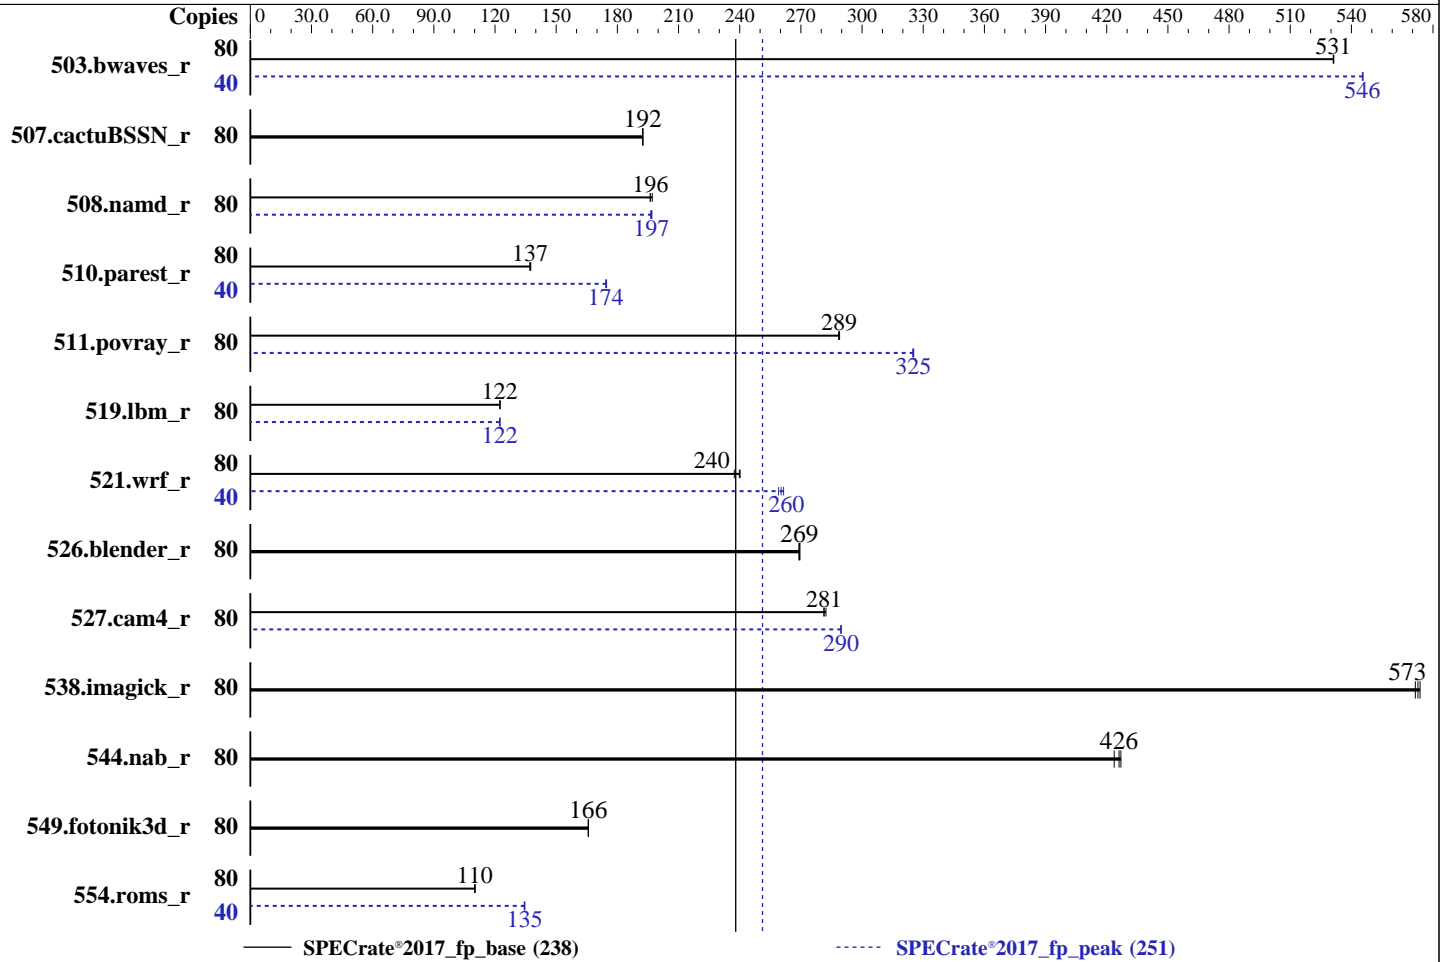 Copies 0 30.0 60.0 90.0 120 150 180 210 240 270 300 330 360 390 420 450 480 510 540 580
503.bwaves_r 80 531
40 546
507.cactuBSSN_r 80 192
508.namd_r 80 196
197
510.parest_r 80 137
40 174
511.povray_r 80 289
325
519.lbm_r 80 122
122
521.wrf_r 80 240
40 260
526.blender_r 80 269
527.cam4_r 80 281
290
538.imagick_r 80 573
544.nab_r 80 426
549.fotonik3d_r 80 166
554.roms_r 80 110
40 135
SPECrate®2017_fp_base (238) SPECrate®2017_fp_peak (251)